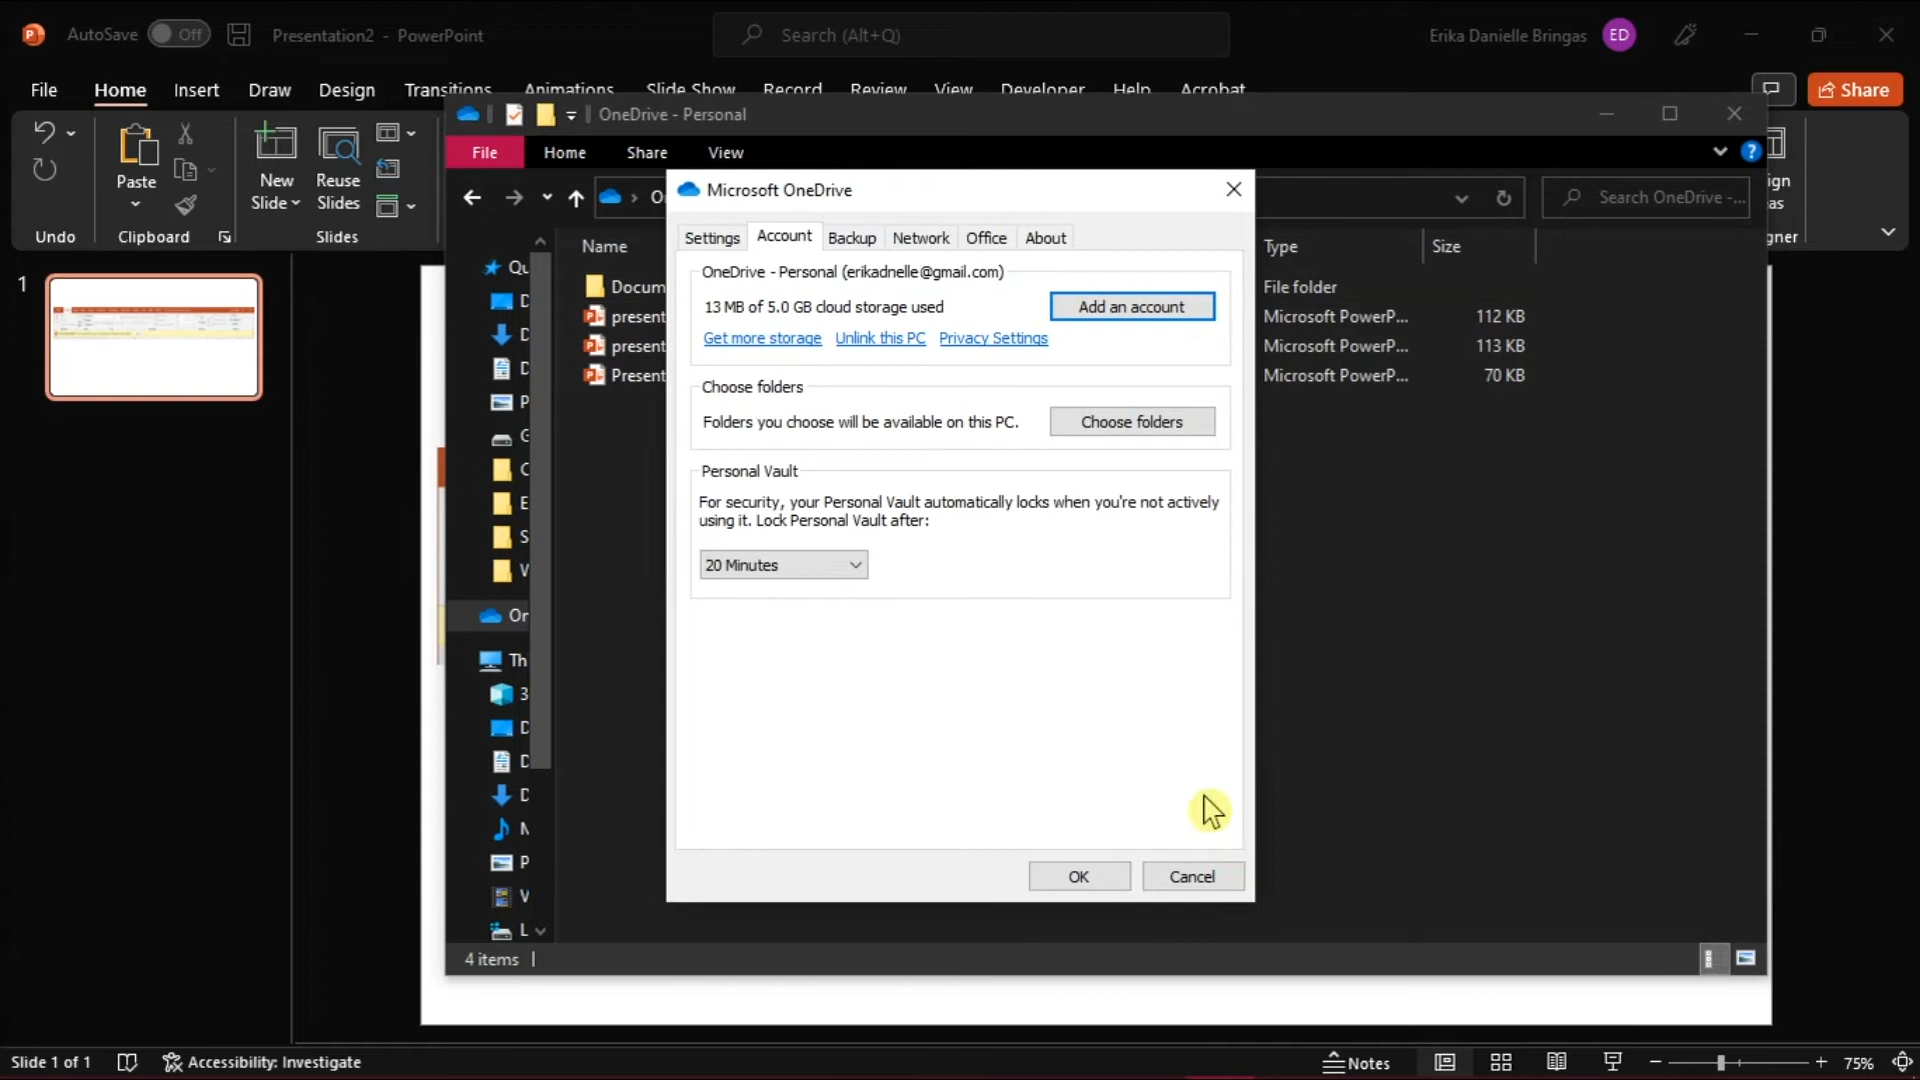 AutoSave Off Presentation2 - PowerPoint Search (Alt+Q) Erika Danielle Bringas ED
File Home Insert Draw Design Transitions Animations Slide Show Record Review View Developer Help Acrobat Share
OneDrive - Personal
File Home Share View
Paste New Slide Reuse Slides
Undo Clipboard Slides
Search OneDrive -...
Microsoft OneDrive
Settings Account Backup Network Office About
OneDrive - Personal (erikadnelle@gmail.com)
13 MB of 5.0 GB cloud storage used Add an account
Get more storage Unlink this PC Privacy Settings
Choose folders
Folders you choose will be available on this PC. Choose folders
Personal Vault
For security, your Personal Vault automatically locks when you're not actively
using it. Lock Personal Vault after:
20 Minutes
OK Cancel
Name Type Size
File folder
Microsoft PowerP... 112 KB
Microsoft PowerP... 113 KB
Microsoft PowerP... 70 KB
1
4 items
Slide 1 of 1 Accessibility: Investigate Notes 75%